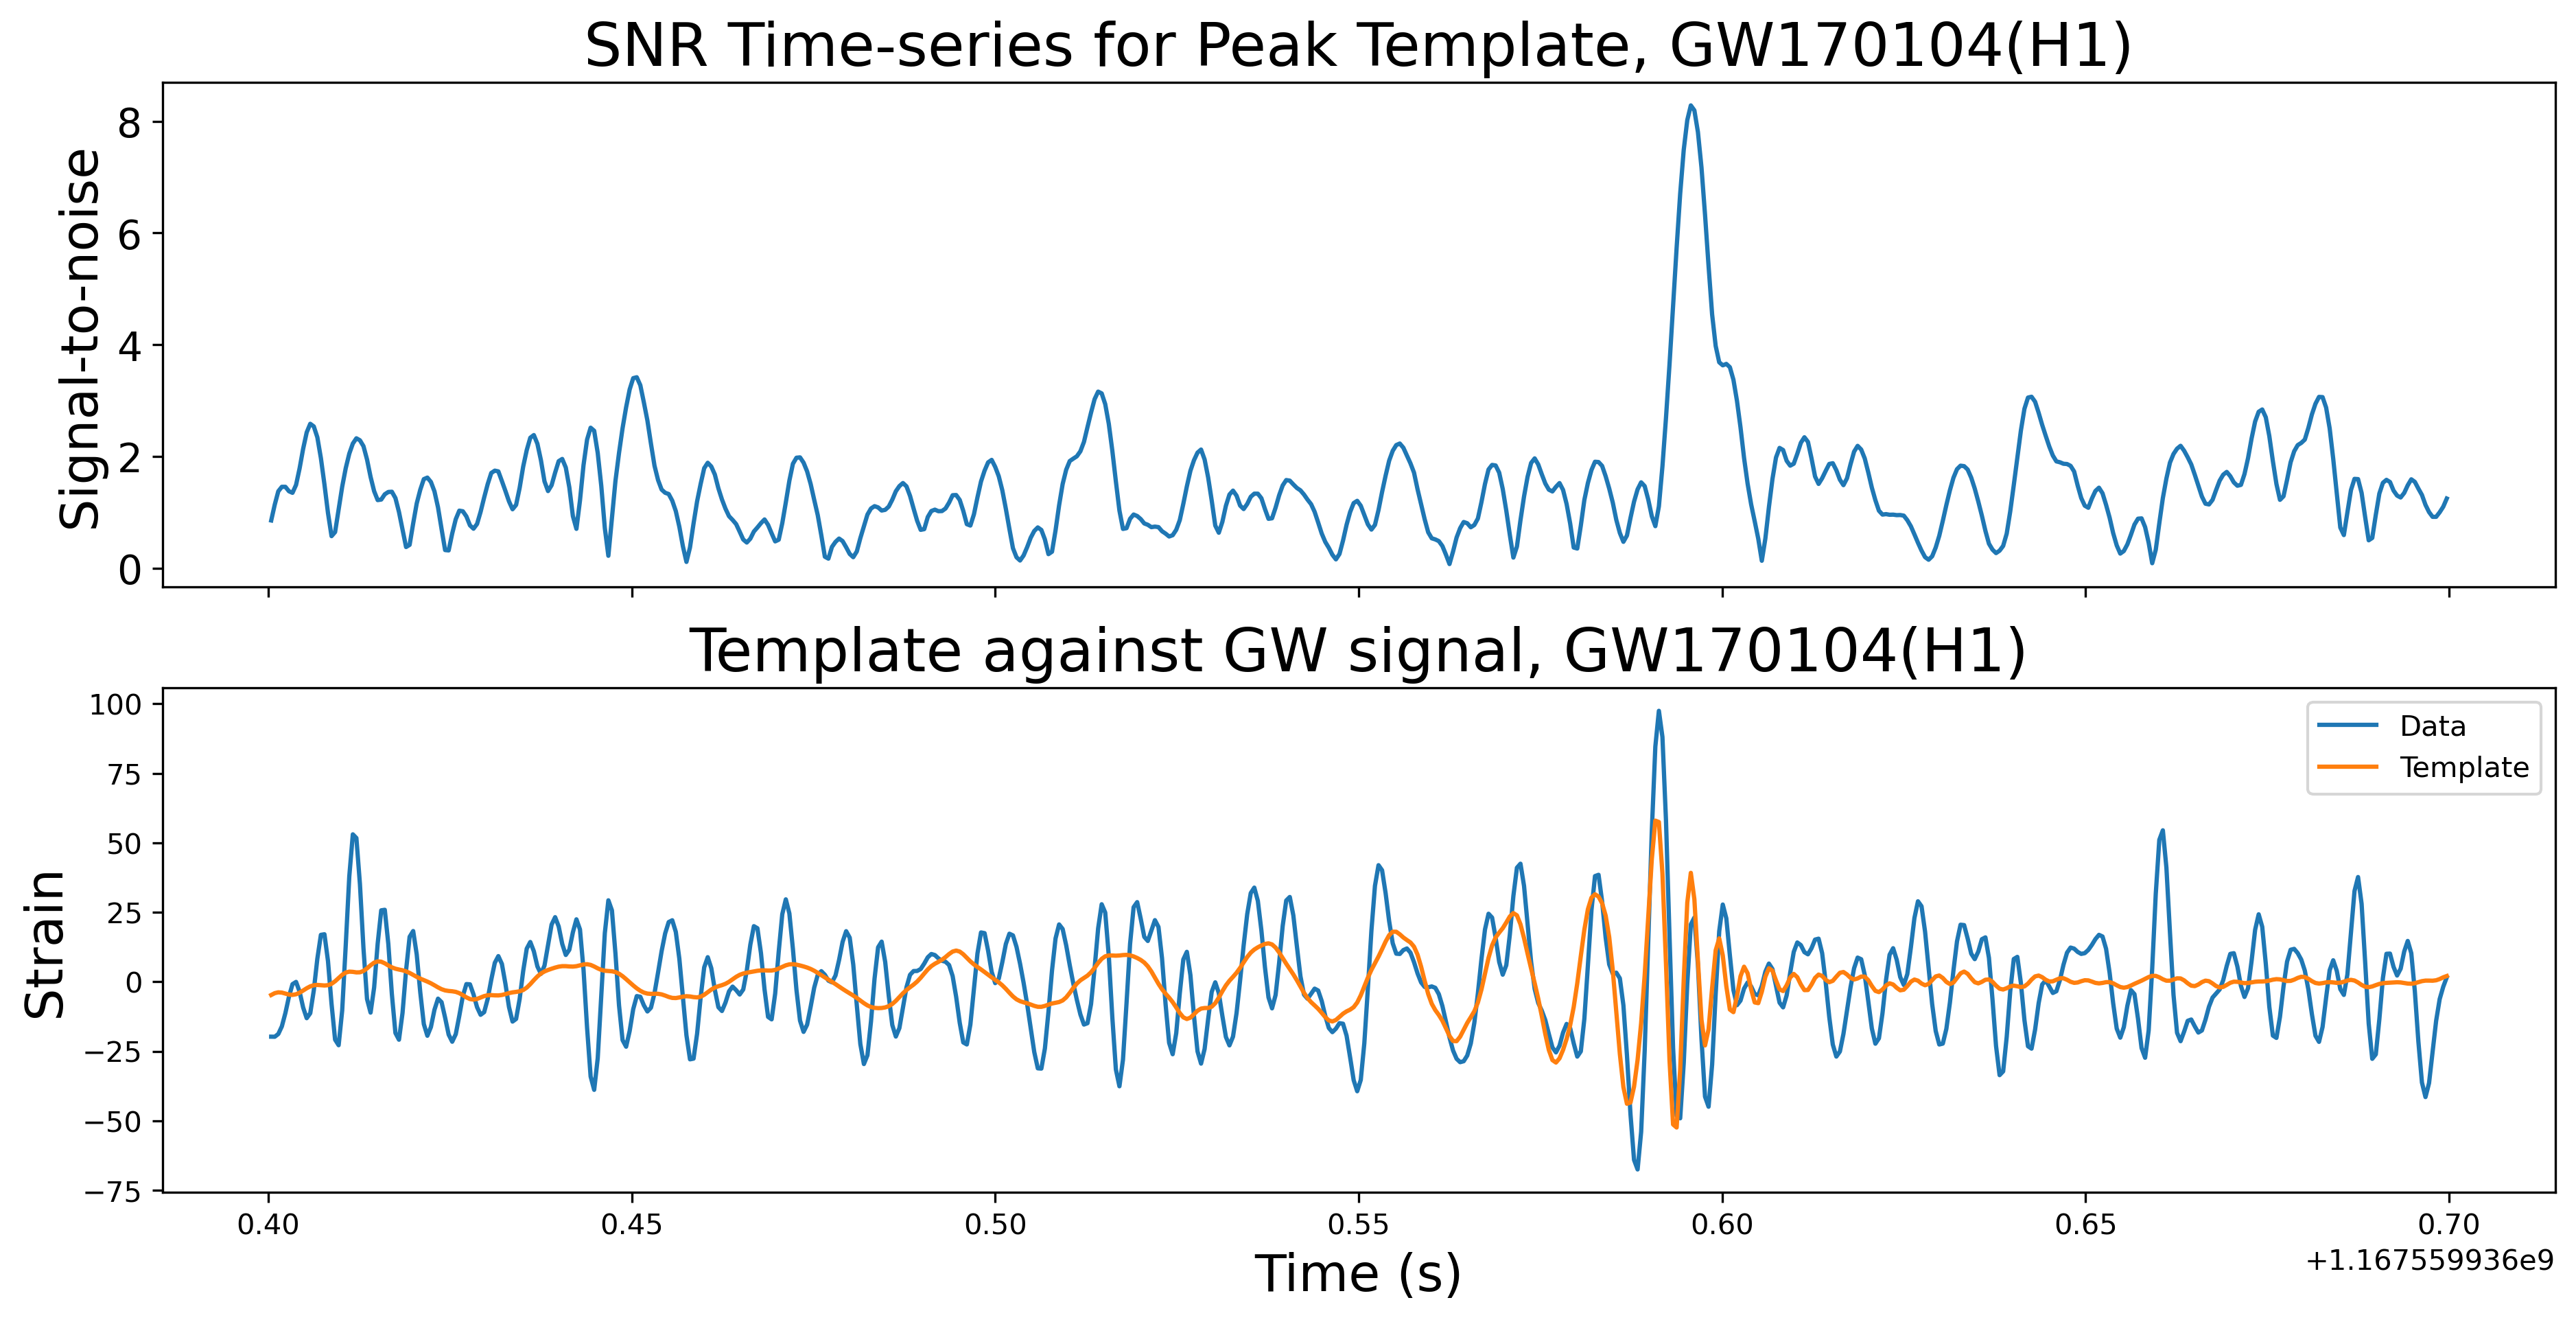 SNR Time-series for Peak Template, GW170104(H1)
Signal-to-noise
8
6
4
2
0
Template against GW signal, GW170104(H1)
Strain
100
75
50
25
0
−25
−50
−75
Data
Template
0.40 0.45 0.50 0.55 0.60 0.65 0.70
+1.167559936e9
Time (s)